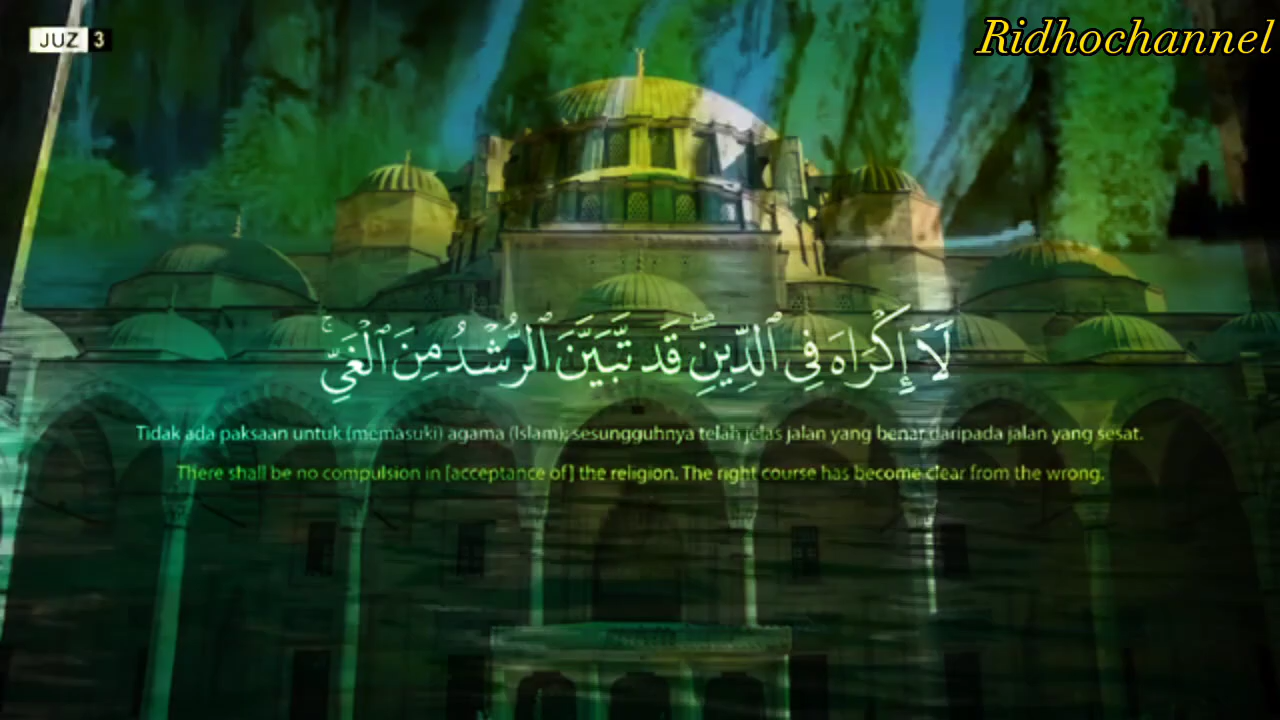 JUZ 3
Ridhochannel
لَآ إِكْرَاهَ فِى ٱلدِّينِ ۖ قَد تَّبَيَّنَ ٱلرُّشْدُ مِنَ ٱلْغَىِّ ۚ
Tidak ada paksaan untuk (memasuki) agama (Islam); sesungguhnya telah jelas jalan yang benar daripada jalan yang sesat.
There shall be no compulsion in [acceptance of] the religion. The right course has become clear from the wrong.